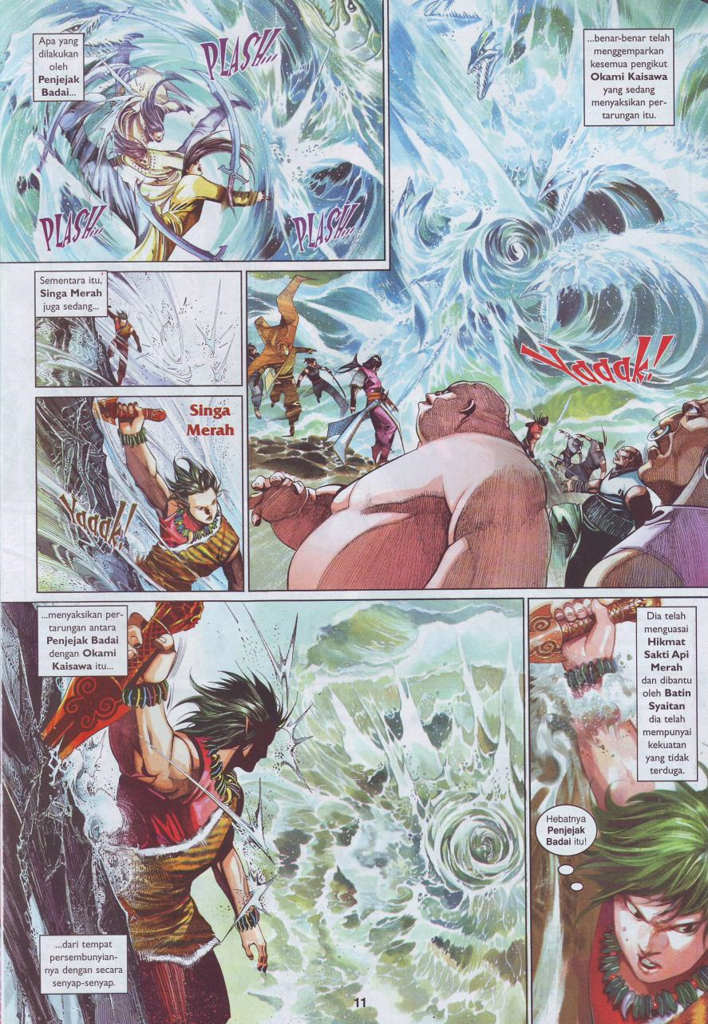 Apa yang
dilakukan
oleh
Penjejak
Badai...
PLASH!!
PLASH!!
PLASH!!
...benar-benar telah
menggemparkan
kesemua pengikut
Okami Kaisawa
yang sedang
menyaksikan per-
tarungan itu.
Sementara itu,
Singa Merah
juga sedang...
Yaaak!
Singa
Merah
Yaaak!
...menyaksikan per-
tarungan antara
Penjejak Badai
dengan Okami
Kaisawa itu...
...dari tempat
persembunyian-
nya dengan secara
senyap-senyap.
Dia telah
menguasai
Hikmat
Sakti Api
Merah
dan dibantu
oleh Batin
Syaitan
dia telah
mempunyai
kekuatan
yang tidak
terduga.
Hebatnya
Penjejak
Badai itu!
11